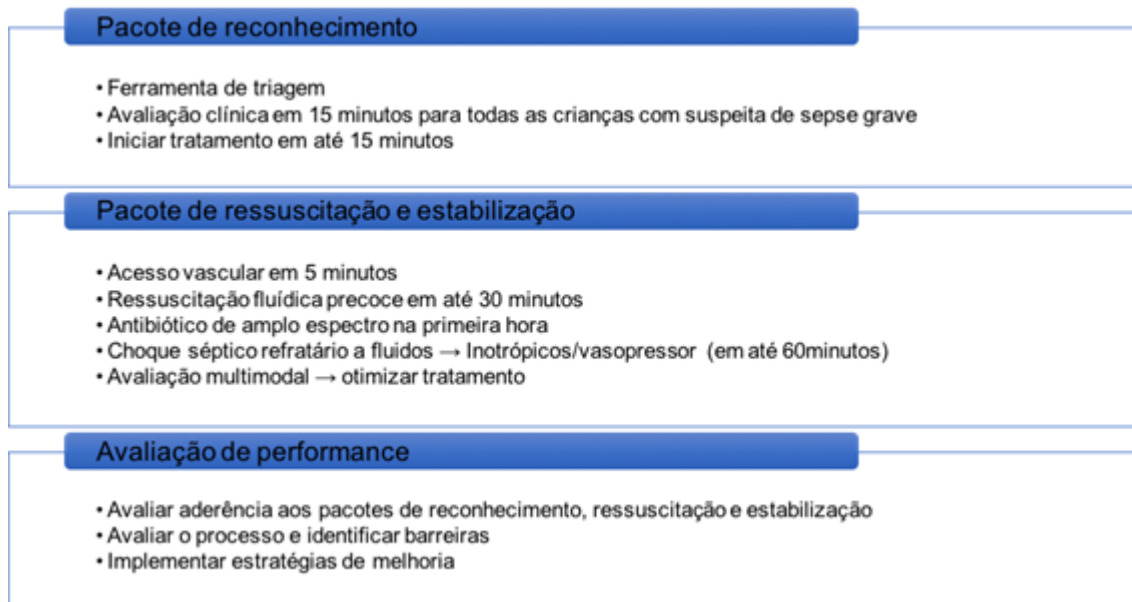 Pacote de reconhecimento
• Ferramenta de triagem
• Avaliação clínica em 15 minutos para todas as crianças com suspeita de sepse grave
• Iniciar tratamento em até 15 minutos
Pacote de ressuscitação e estabilização
• Acesso vascular em 5 minutos
• Ressuscitação fluídica precoce em até 30 minutos
• Antibiótico de amplo espectro na primeira hora
• Choque séptico refratário a fluidos → Inotrópicos/vasopressor (em até 60minutos)
• Avaliação multimodal → otimizar tratamento
Avaliação de performance
• Avaliar aderência aos pacotes de reconhecimento, ressuscitação e estabilização
• Avaliar o processo e identificar barreiras
• Implementar estratégias de melhoria